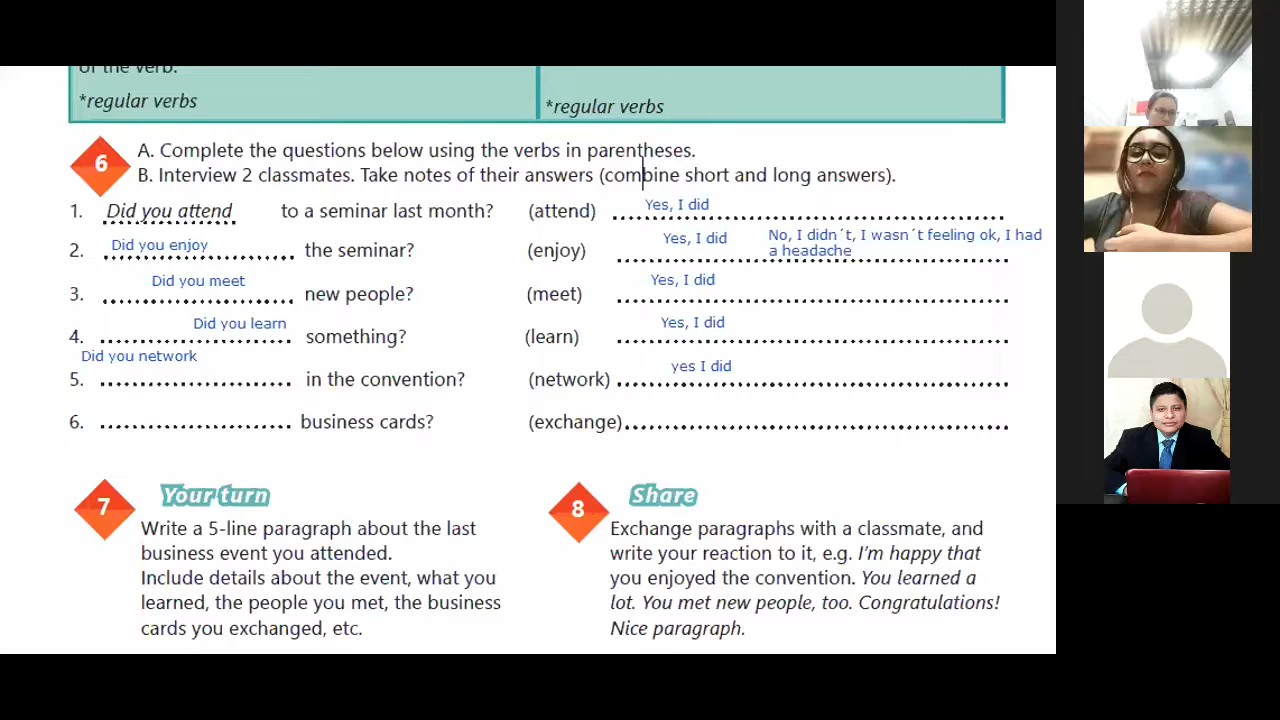 of the verb.
*regular verbs
*regular verbs
6
A. Complete the questions below using the verbs in parentheses.
B. Interview 2 classmates. Take notes of their answers (combine short and long answers).
1. Did you attend to a seminar last month? (attend) Yes, I did
2. Did you enjoy the seminar? (enjoy) Yes, I did No, I didn´t, I wasn´t feeling ok, I had
a headache
3. Did you meet new people? (meet) Yes, I did
4. Did you learn something? (learn) Yes, I did
5. Did you network in the convention? (network) yes I did
6. business cards? (exchange)
7 Your turn
Write a 5-line paragraph about the last
business event you attended.
Include details about the event, what you
learned, the people you met, the business
cards you exchanged, etc.
8 Share
Exchange paragraphs with a classmate, and
write your reaction to it, e.g. I'm happy that
you enjoyed the convention. You learned a
lot. You met new people, too. Congratulations!
Nice paragraph.